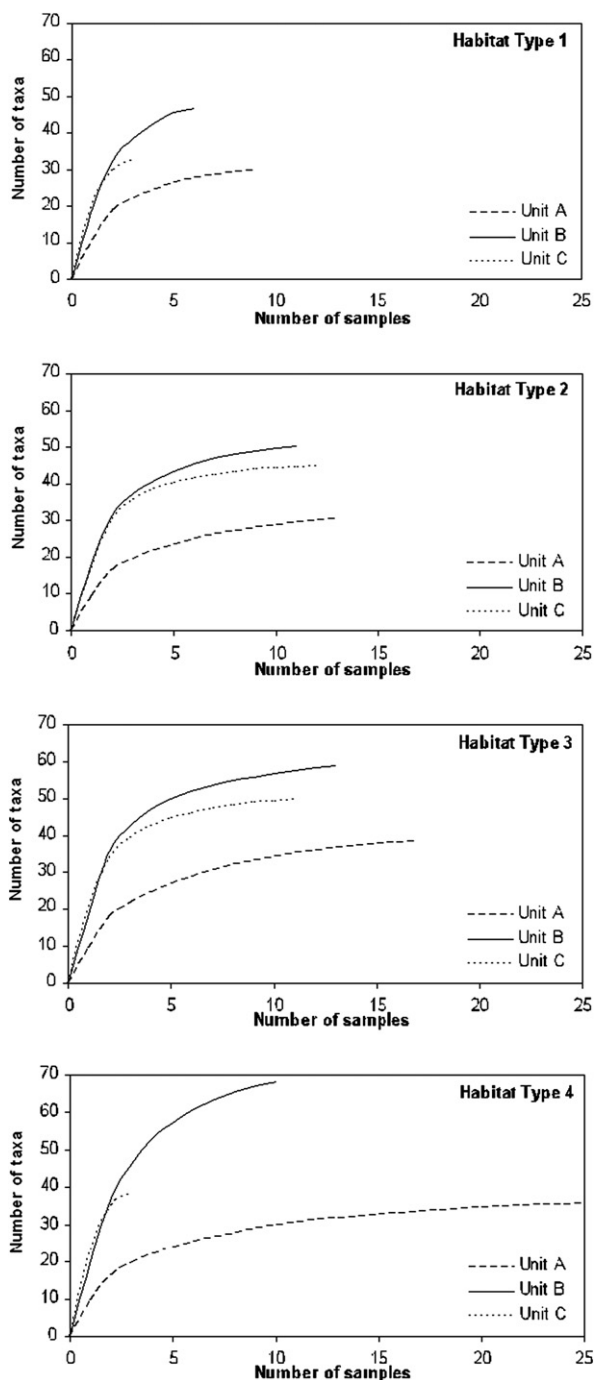 Habitat Type 1
Number of taxa
70
60
50
40
30
20
10
0
Unit A
Unit B
Unit C
0 5 10 15 20 25
Number of samples
Habitat Type 2
Number of taxa
70
60
50
40
30
20
10
0
Unit A
Unit B
Unit C
0 5 10 15 20 25
Number of samples
Habitat Type 3
Number of taxa
70
60
50
40
30
20
10
0
Unit A
Unit B
Unit C
0 5 10 15 20 25
Number of samples
Habitat Type 4
Number of taxa
70
60
50
40
30
20
10
0
Unit A
Unit B
Unit C
0 5 10 15 20 25
Number of samples